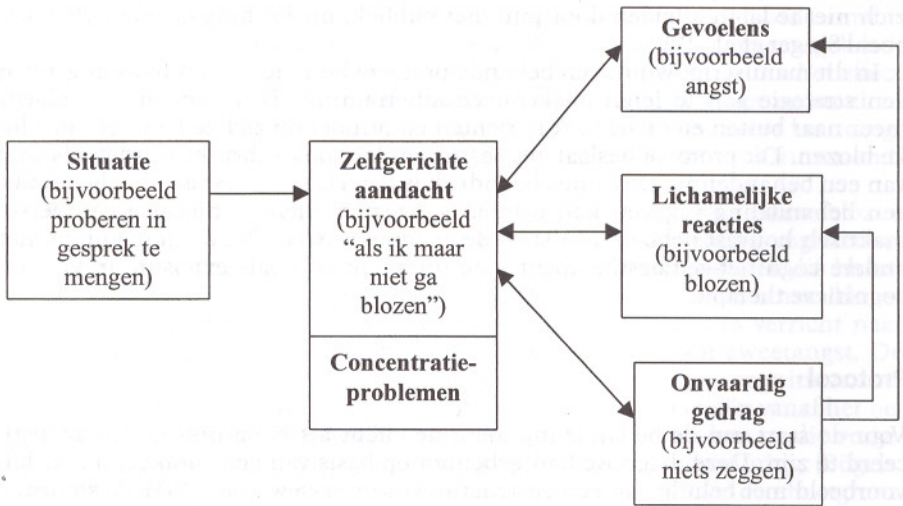 Situatie
(bijvoorbeeld
proberen in
gesprek te
mengen)
Zelfgerichte
aandacht
(bijvoorbeeld
“als ik maar
niet ga
blozen”)
Concentratie-
problemen
Gevoelens
(bijvoorbeeld
angst)
Lichamelijke
reacties
(bijvoorbeeld
blozen)
Onvaardig
gedrag
(bijvoorbeeld
niets zeggen)